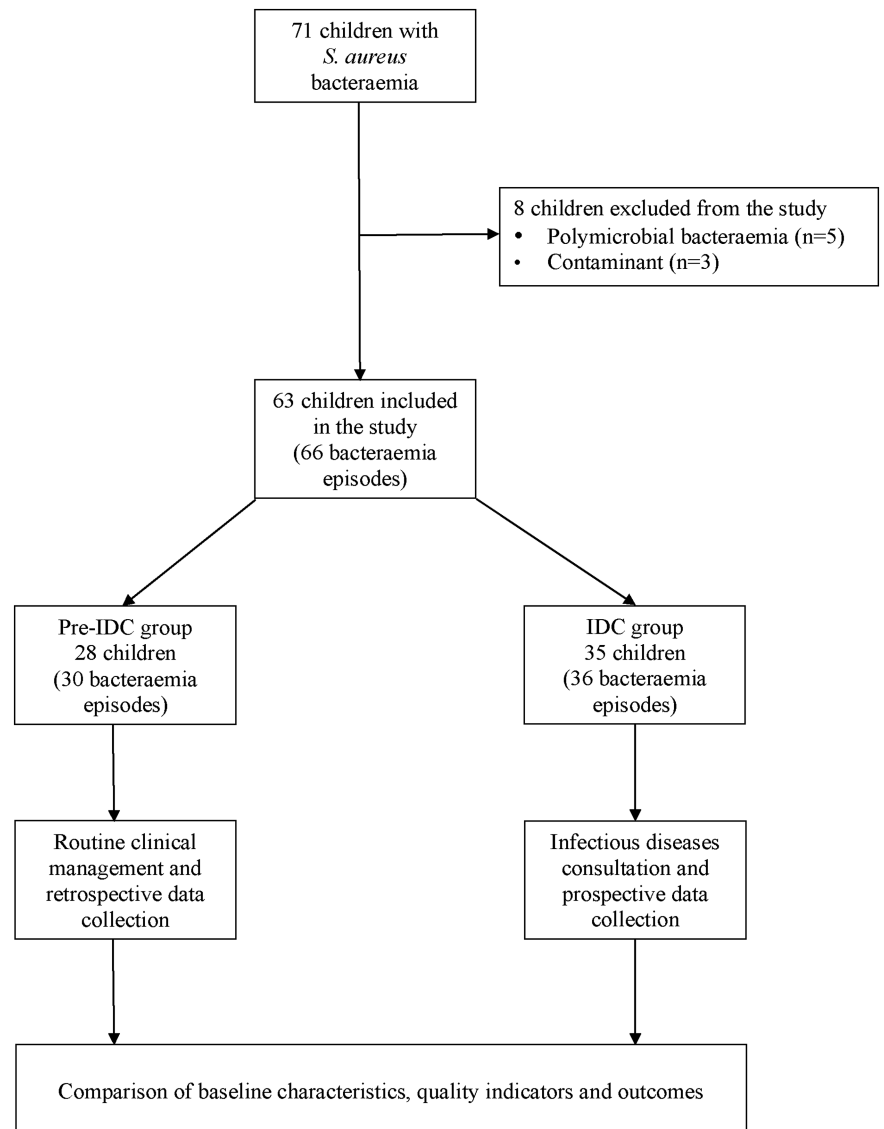 71 children with
S. aureus
bacteraemia
8 children excluded from the study
• Polymicrobial bacteraemia (n=5)
• Contaminant (n=3)
63 children included
in the study
(66 bacteraemia
episodes)
Pre-IDC group
28 children
(30 bacteraemia
episodes)
IDC group
35 children
(36 bacteraemia
episodes)
Routine clinical
management and
retrospective data
collection
Infectious diseases
consultation and
prospective data
collection
Comparison of baseline characteristics, quality indicators and outcomes